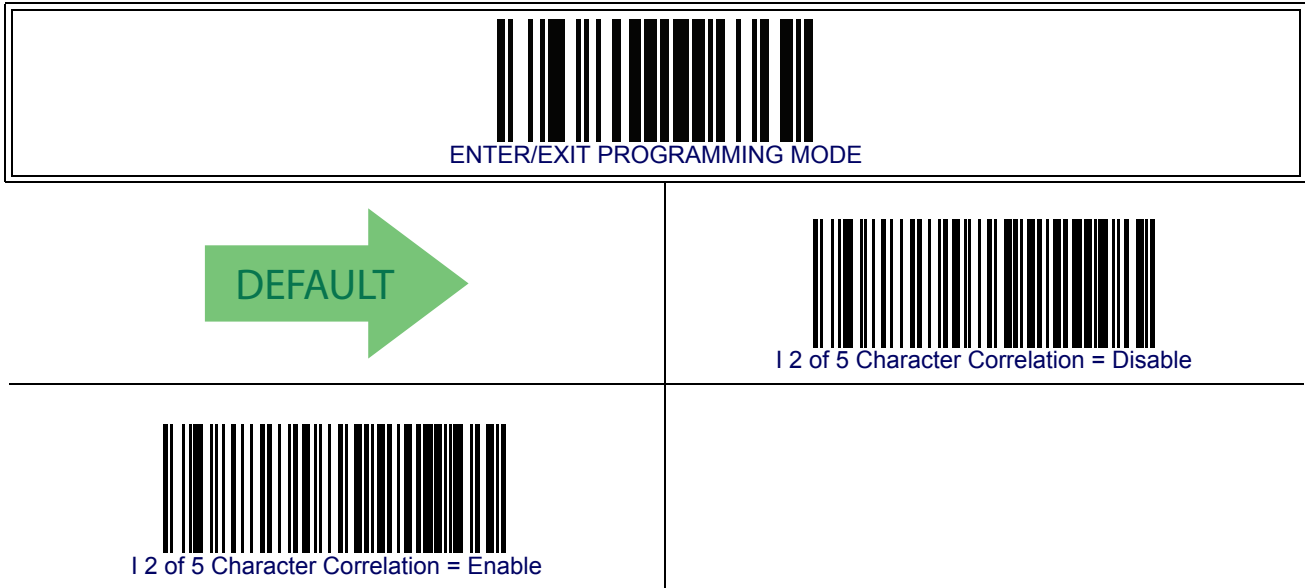 ENTER/EXIT PROGRAMMING MODE
DEFAULT
I 2 of 5 Character Correlation = Disable
I 2 of 5 Character Correlation = Enable